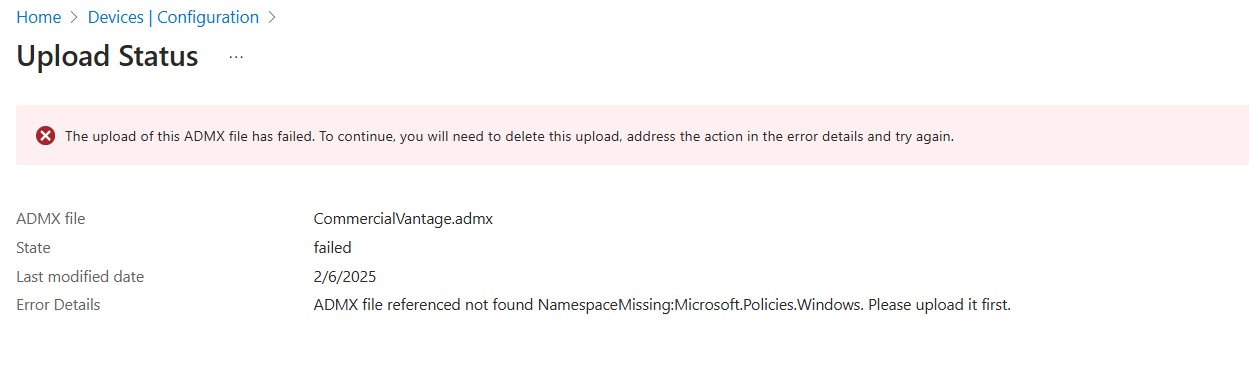 Home > Devices | Configuration >
Upload Status ...
The upload of this ADMX file has failed. To continue, you will need to delete this upload, address the action in the error details and try again.
ADMX file CommercialVantage.admx
State failed
Last modified date 2/6/2025
Error Details ADMX file referenced not found NamespaceMissing:Microsoft.Policies.Windows. Please upload it first.